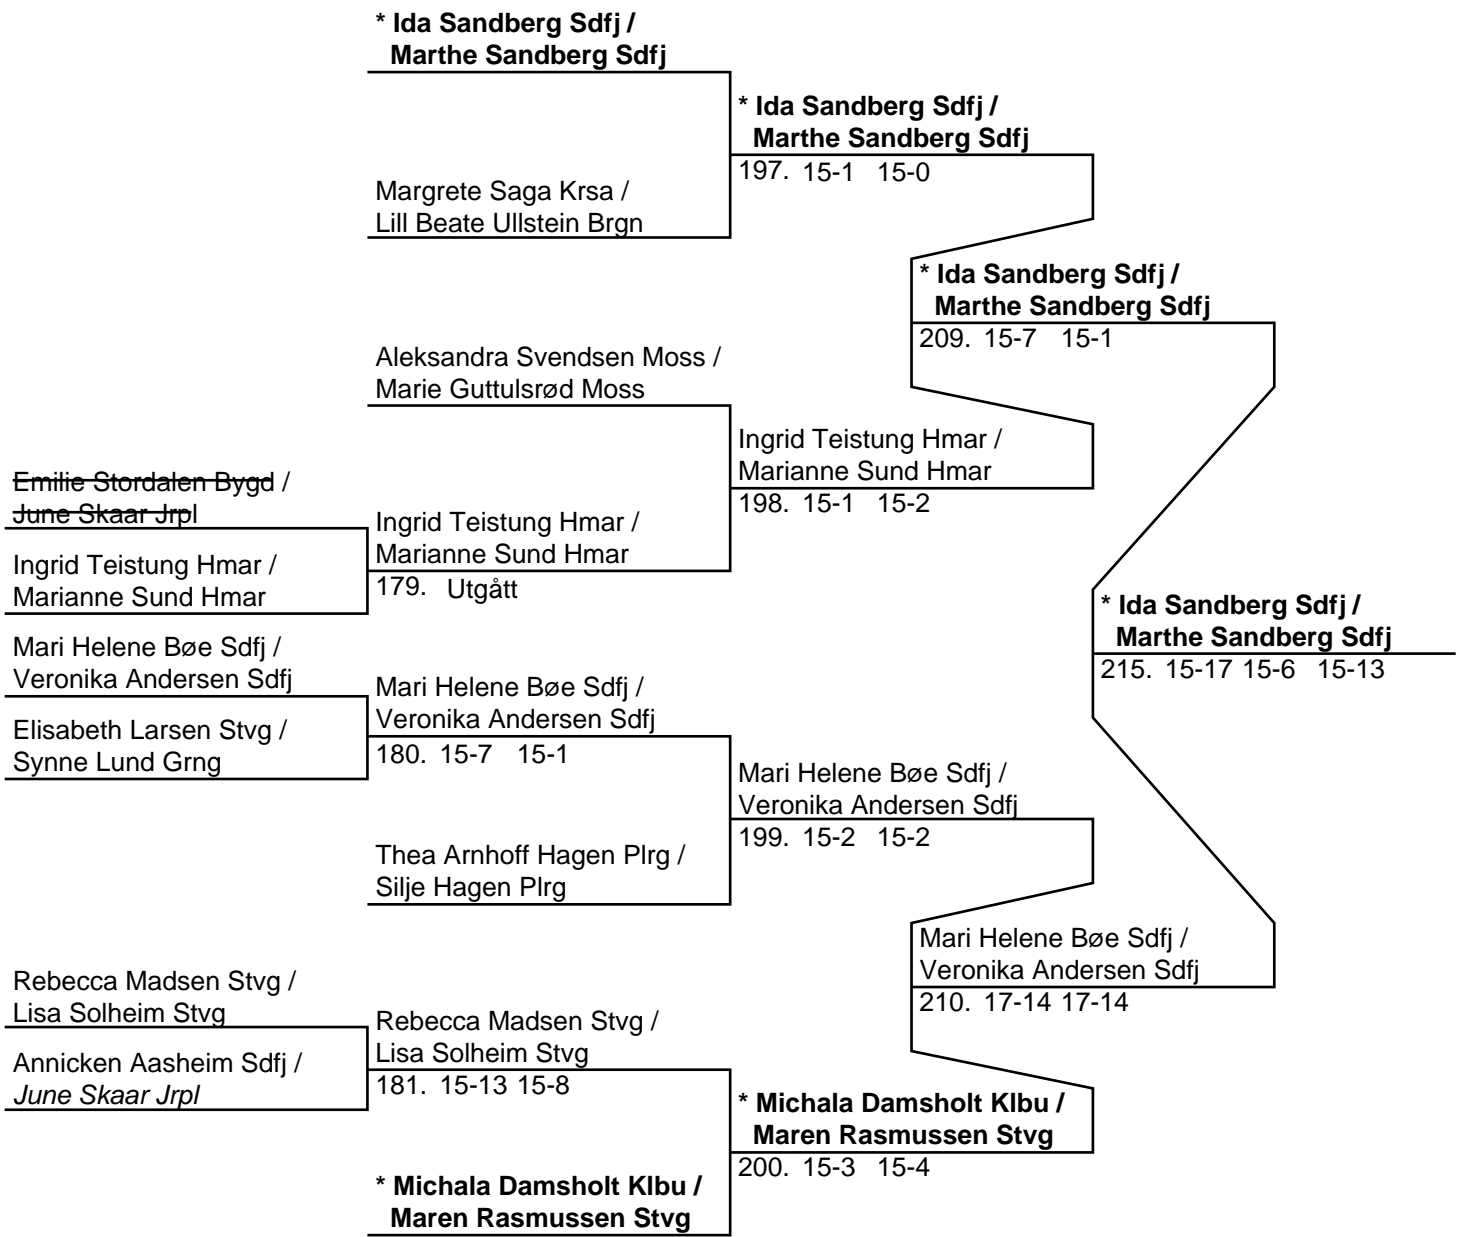 * Ida Sandberg Sdfj /
Marthe Sandberg Sdfj
* Ida Sandberg Sdfj /
Marthe Sandberg Sdfj
197. 15-1 15-0
Margrete Saga Krsa /
Lill Beate Ullstein Brgn
* Ida Sandberg Sdfj /
Marthe Sandberg Sdfj
209. 15-7 15-1
Aleksandra Svendsen Moss /
Marie Guttulsrød Moss
Ingrid Teistung Hmar /
Marianne Sund Hmar
198. 15-1 15-2
Emilie Stordalen Bygd /
June Skaar Jrpl
Ingrid Teistung Hmar /
Marianne Sund Hmar
179. Utgått
Ingrid Teistung Hmar /
Marianne Sund Hmar
* Ida Sandberg Sdfj /
Marthe Sandberg Sdfj
215. 15-17 15-6 15-13
Mari Helene Bøe Sdfj /
Veronika Andersen Sdfj
Mari Helene Bøe Sdfj /
Veronika Andersen Sdfj
180. 15-7 15-1
Elisabeth Larsen Stvg /
Synne Lund Grng
Mari Helene Bøe Sdfj /
Veronika Andersen Sdfj
199. 15-2 15-2
Thea Arnhoff Hagen Plrg /
Silje Hagen Plrg
Mari Helene Bøe Sdfj /
Veronika Andersen Sdfj
210. 17-14 17-14
Rebecca Madsen Stvg /
Lisa Solheim Stvg
Rebecca Madsen Stvg /
Lisa Solheim Stvg
181. 15-13 15-8
Annicken Aasheim Sdfj /
June Skaar Jrpl
* Michala Damsholt Klbu /
Maren Rasmussen Stvg
200. 15-3 15-4
* Michala Damsholt Klbu /
Maren Rasmussen Stvg